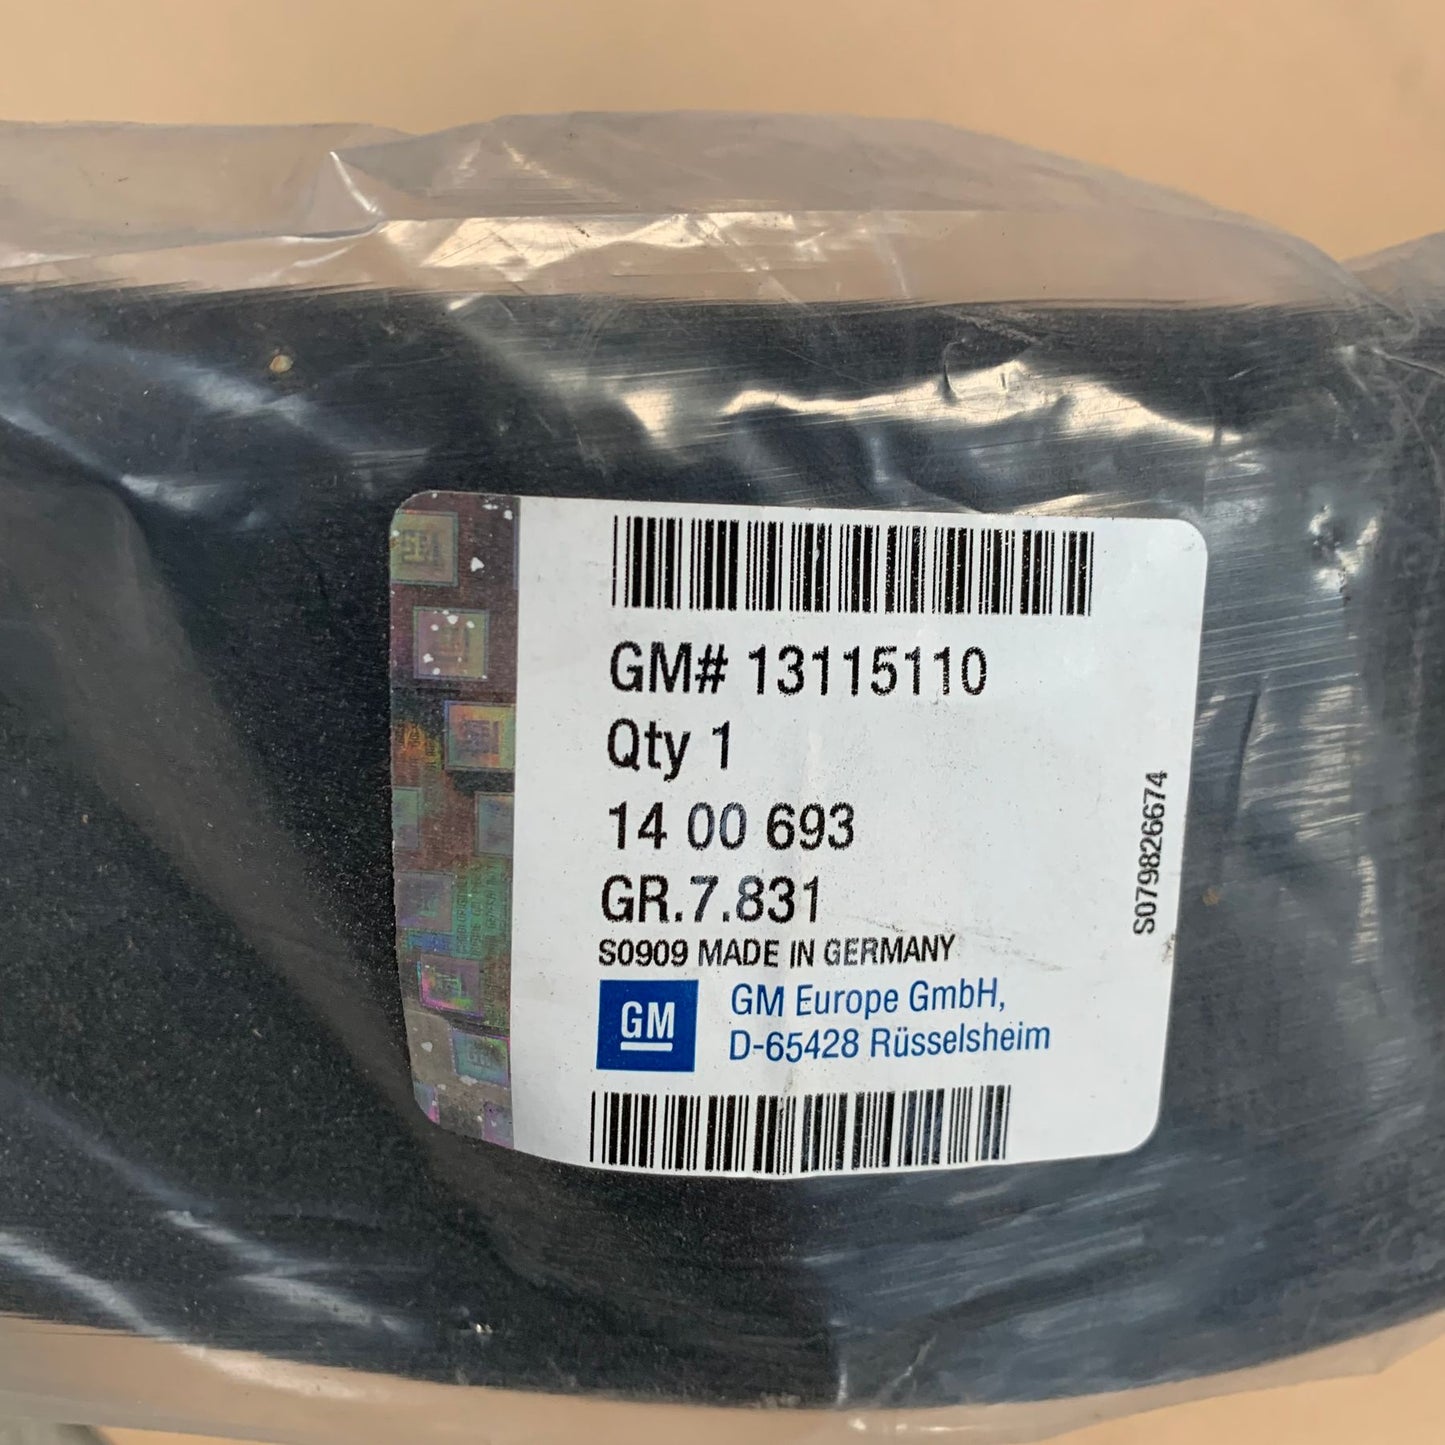 GM# 13115110
Qty 1
14 00 693
GR.7.831
S0909 MADE IN GERMANY
GM
GM Europe GmbH,
D-65428 Rüsselsheim
S079826674